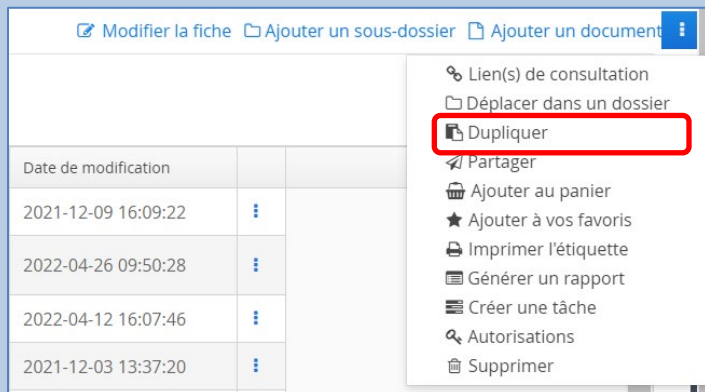 Modifier la fiche Ajouter un sous-dossier Ajouter un document
Lien(s) de consultation
Déplacer dans un dossier
Dupliquer
Partager
Ajouter au panier
Ajouter à vos favoris
Imprimer l'étiquette
Générer un rapport
Créer une tâche
Autorisations
Supprimer
Date de modification
2021-12-09 16:09:22
2022-04-26 09:50:28
2022-04-12 16:07:46
2021-12-03 13:37:20